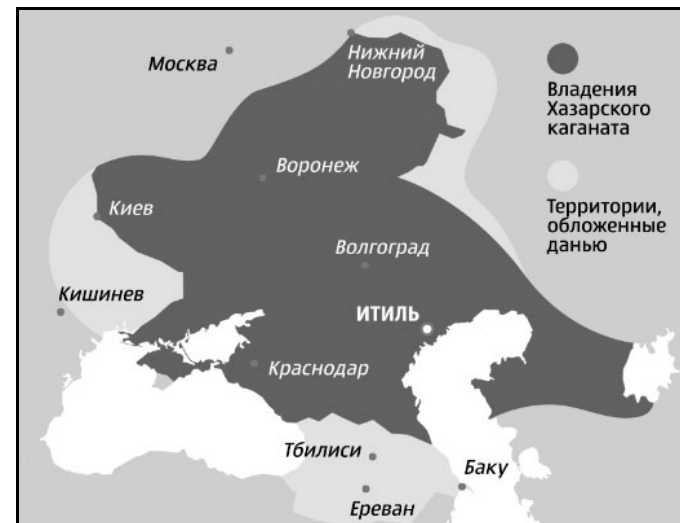 Москва
Нижний
Новгород
Владения
Хазарского
каганата
Воронеж
Территории,
обложенные
данью
Киев
Волгоград
Кишинев
ИТИЛЬ
Краснодар
Тбилиси
Баку
Ереван